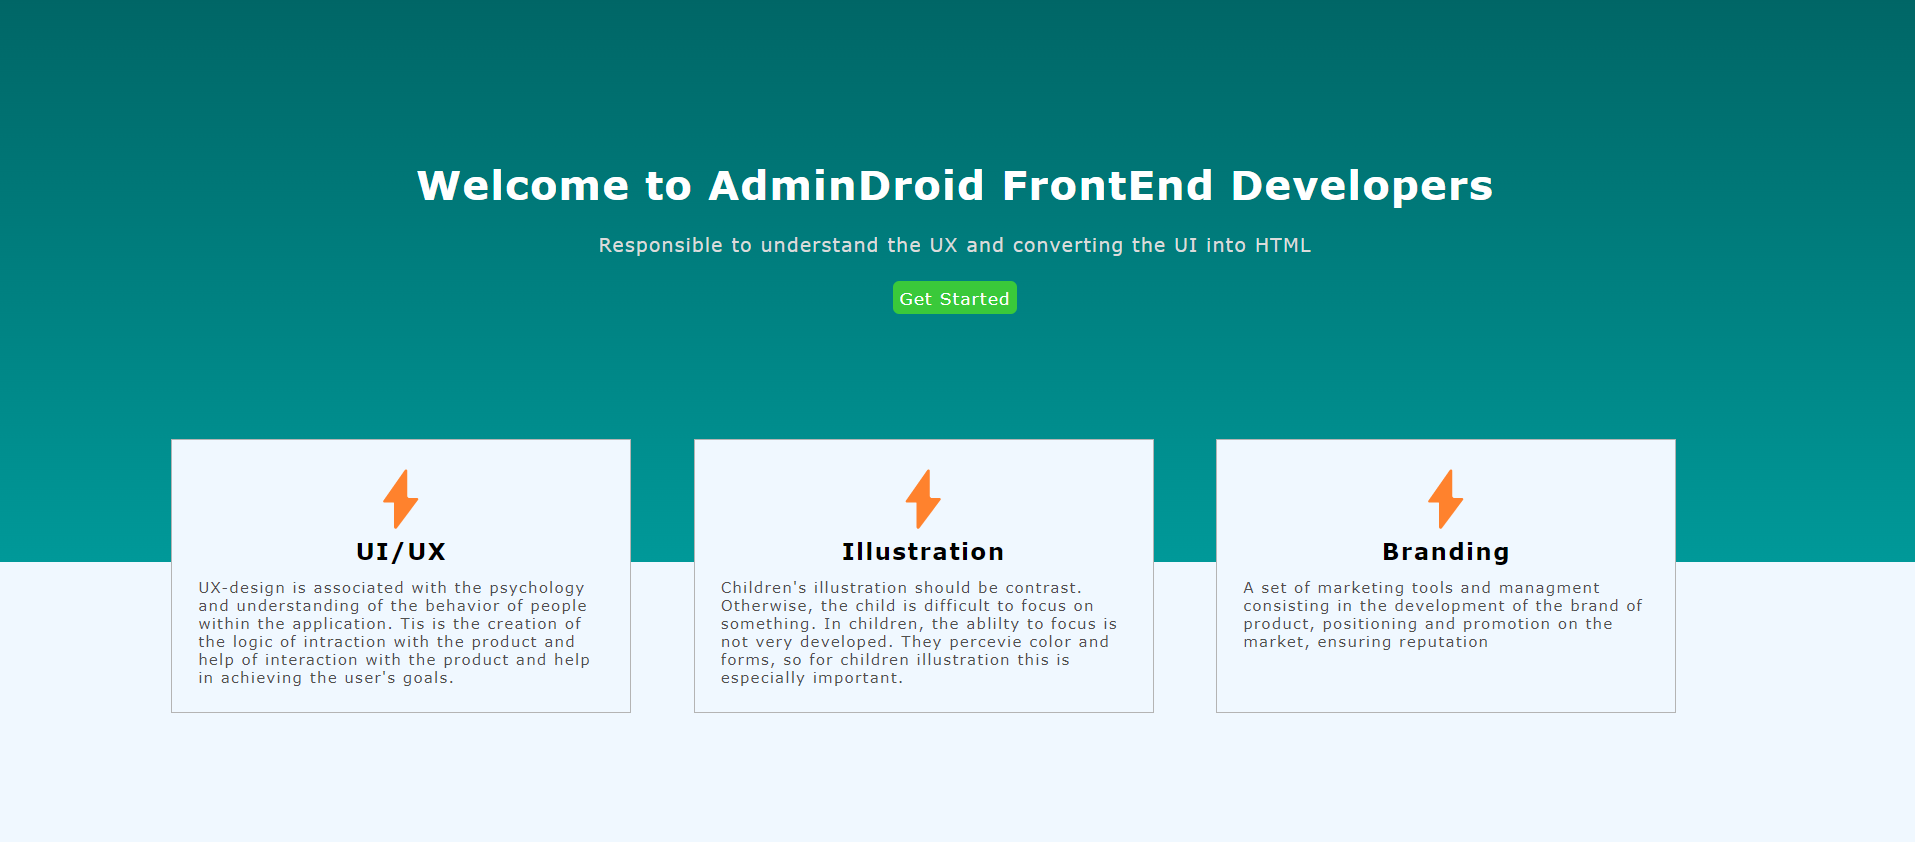 Welcome to AdminDroid FrontEnd Developers
Responsible to understand the UX and converting the UI into HTML
Get Started
UI/UX
UX-design is associated with the psychology
and understanding of the behavior of people
within the application. Tis is the creation of
the logic of intraction with the product and
help of interaction with the product and help
in achieving the user's goals.
Illustration
Children's illustration should be contrast.
Otherwise, the child is difficult to focus on
something. In children, the ablilty to focus is
not very developed. They percevie color and
forms, so for children illustration this is
especially important.
Branding
A set of marketing tools and managment
consisting in the development of the brand of
product, positioning and promotion on the
market, ensuring reputation